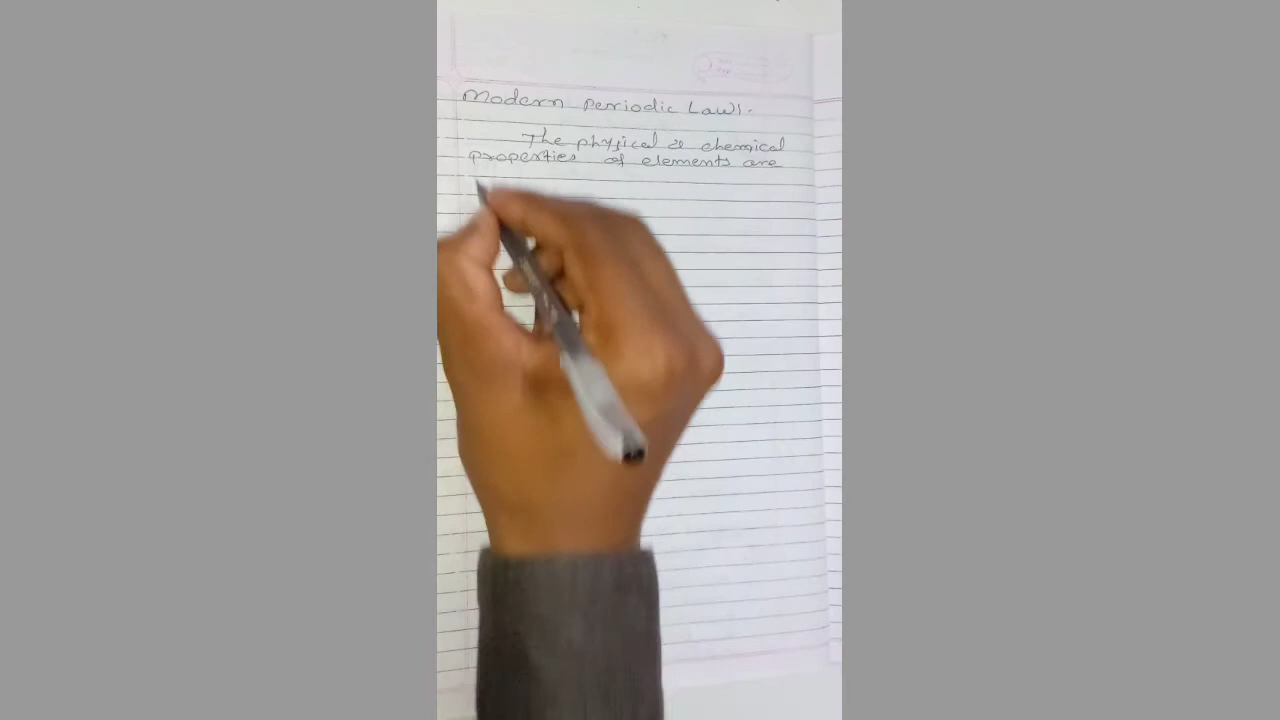 Modern Periodic Law:-
The physical & chemical
properties of elements are